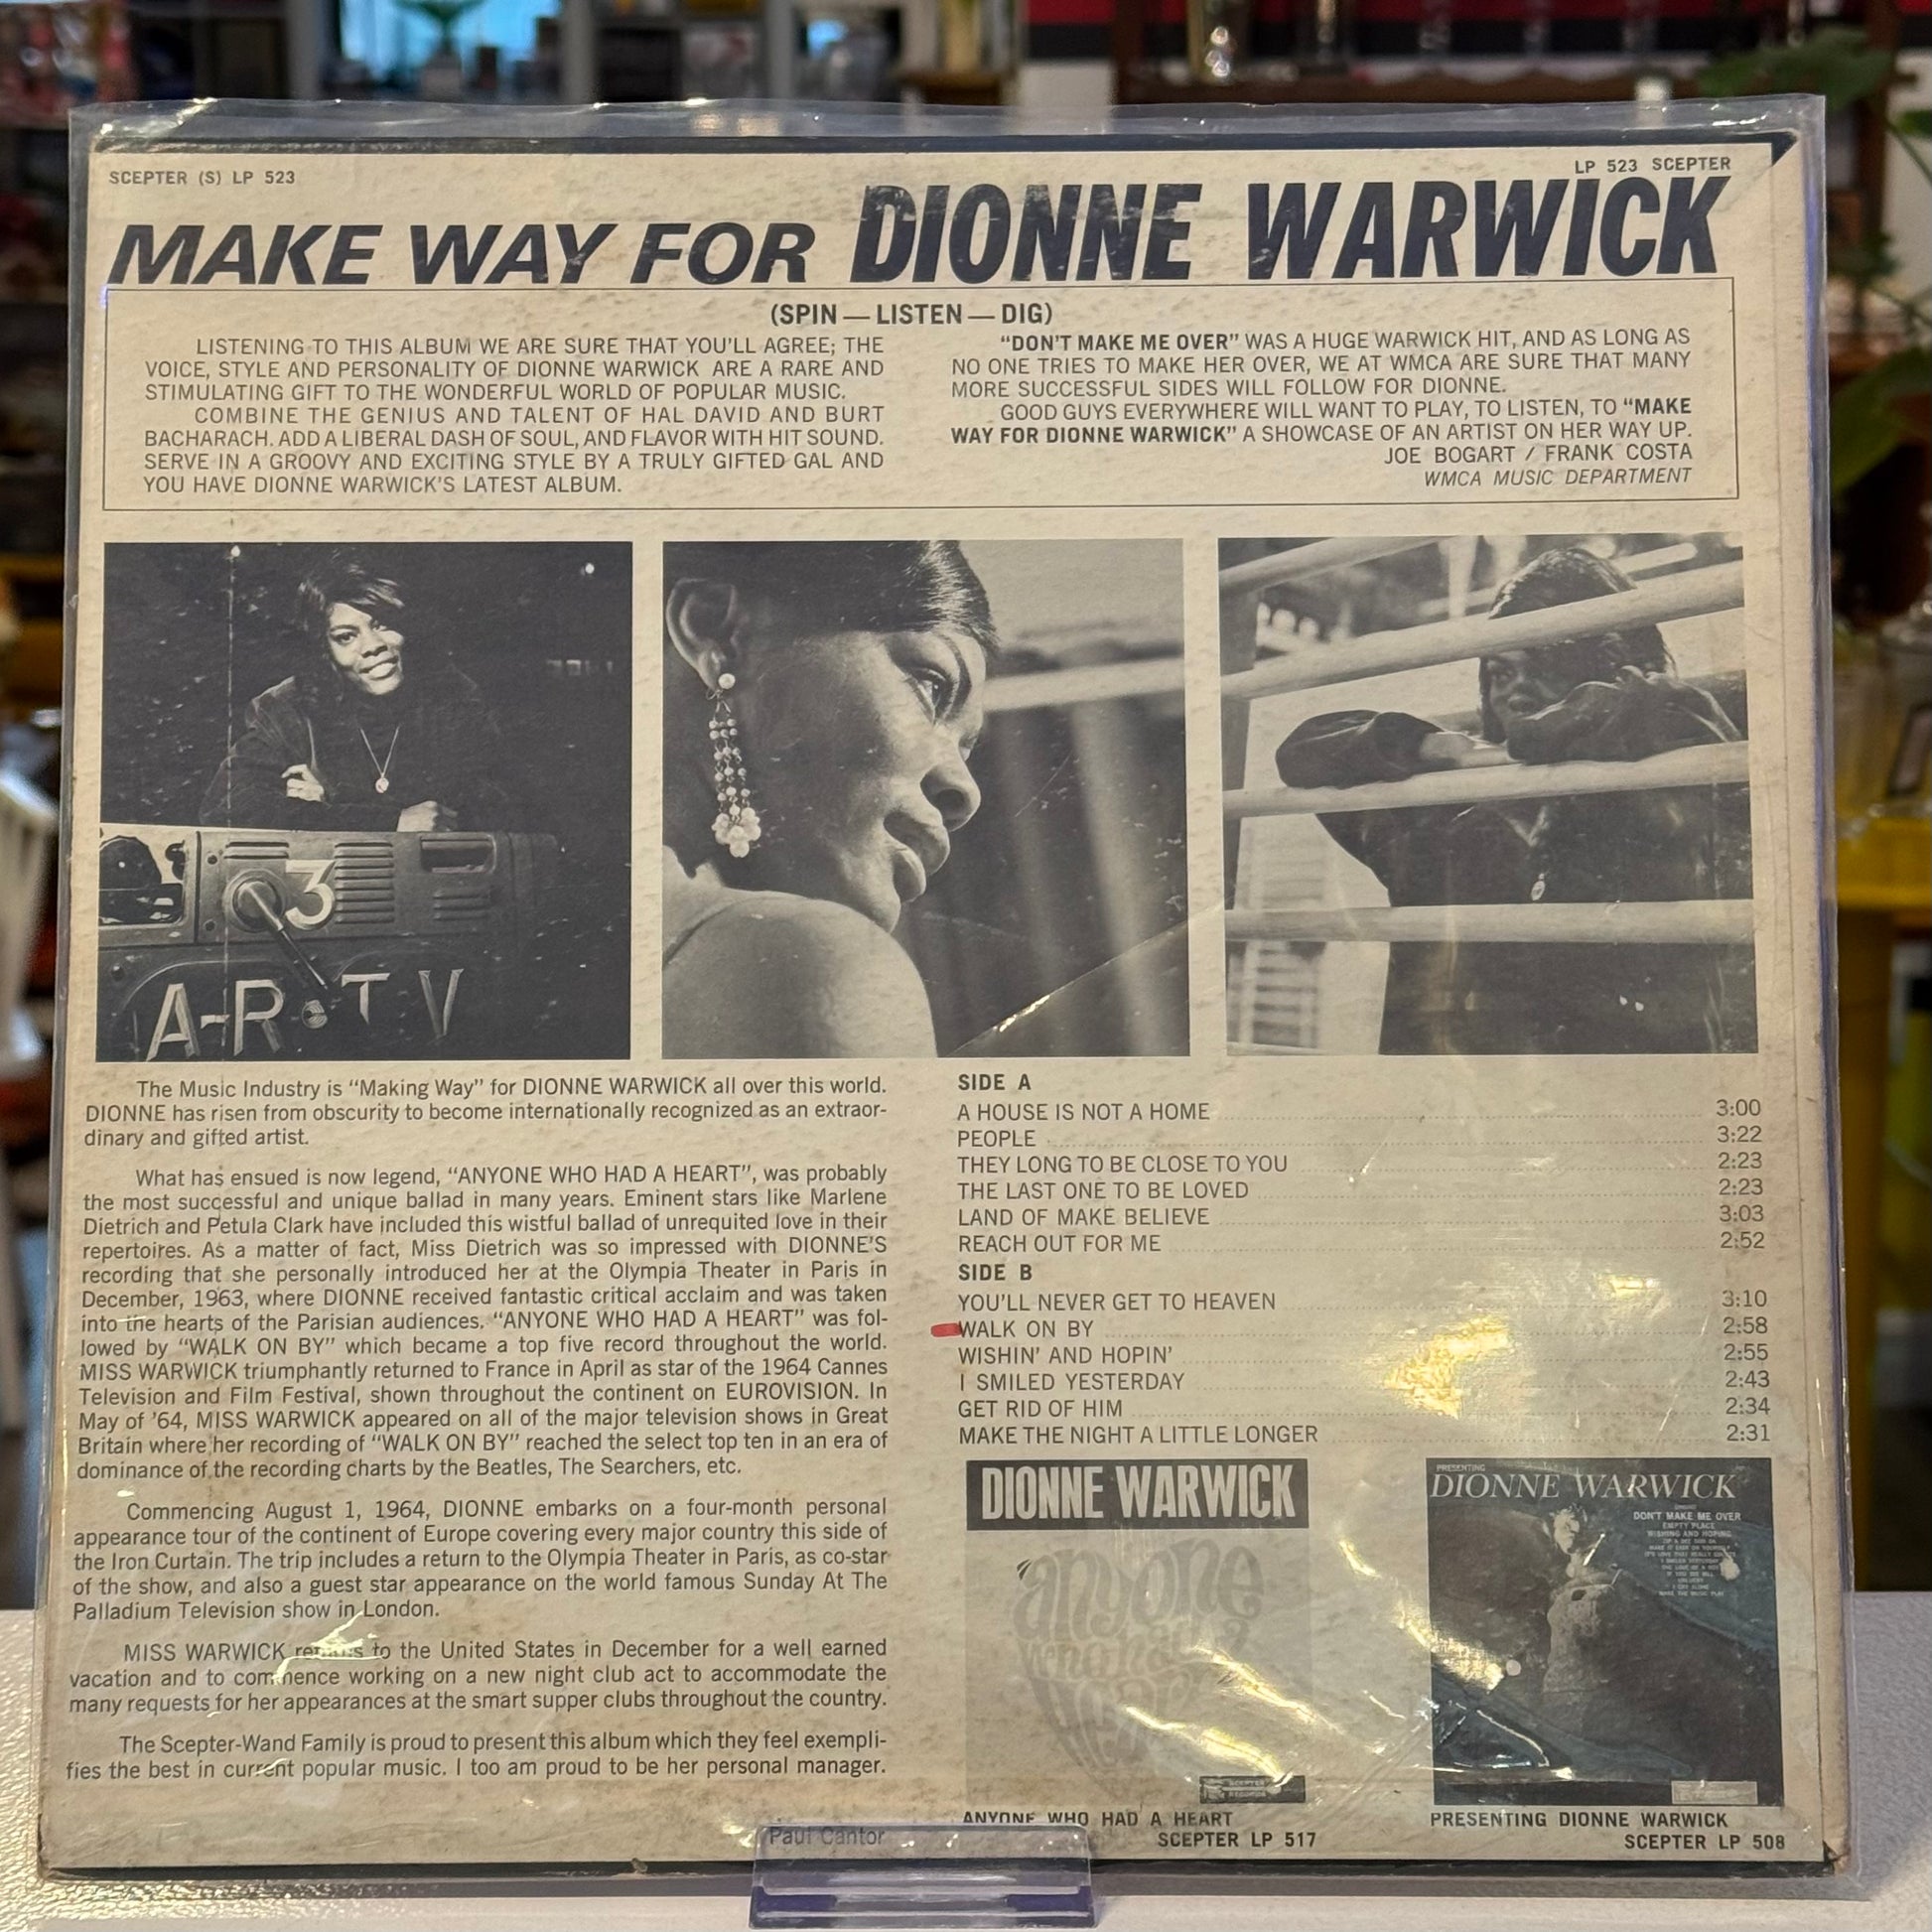 SCEPTER (S) LP 523
LP 523 SCEPTER
MAKE WAY FOR DIONNE WARWICK
(SPIN — LISTEN — DIG)
LISTENING TO THIS ALBUM WE ARE SURE THAT YOU'LL AGREE; THE
VOICE, STYLE AND PERSONALITY OF DIONNE WARWICK ARE A RARE AND
STIMULATING GIFT TO THE WONDERFUL WORLD OF POPULAR MUSIC.
COMBINE THE GENIUS AND TALENT OF HAL DAVID AND BURT
BACHARACH. ADD A LIBERAL DASH OF SOUL, AND FLAVOR WITH HIT SOUND.
SERVE IN A GROOVY AND EXCITING STYLE BY A TRULY GIFTED GAL AND
YOU HAVE DIONNE WARWICK'S LATEST ALBUM.
"DON'T MAKE ME OVER" WAS A HUGE WARWICK HIT, AND AS LONG AS
NO ONE TRIES TO MAKE HER OVER, WE AT WMCA ARE SURE THAT MANY
MORE SUCCESSFUL SIDES WILL FOLLOW FOR DIONNE.
GOOD GUYS EVERYWHERE WILL WANT TO PLAY, TO LISTEN, TO "MAKE
WAY FOR DIONNE WARWICK" A SHOWCASE OF AN ARTIST ON HER WAY UP.
JOE BOGART / FRANK COSTA
WMCA MUSIC DEPARTMENT
3
A-R·T V
The Music Industry is "Making Way" for DIONNE WARWICK all over this world.
DIONNE has risen from obscurity to become internationally recognized as an extraor-
dinary and gifted artist.
What has ensued is now legend, "ANYONE WHO HAD A HEART", was probably
the most successful and unique ballad in many years. Eminent stars like Marlene
Dietrich and Petula Clark have included this wistful ballad of unrequited love in their
repertoires. As a matter of fact, Miss Dietrich was so impressed with DIONNE'S
recording that she personally introduced her at the Olympia Theater in Paris in
December, 1963, where DIONNE received fantastic critical acclaim and was taken
into the hearts of the Parisian audiences. "ANYONE WHO HAD A HEART" was fol-
lowed by "WALK ON BY" which became a top five record throughout the world.
MISS WARWICK triumphantly returned to France in April as star of the 1964 Cannes
Television and Film Festival, shown throughout the continent on EUROVISION. In
May of '64, MISS WARWICK appeared on all of the major television shows in Great
Britain where her recording of "WALK ON BY" reached the select top ten in an era of
dominance of the recording charts by the Beatles, The Searchers, etc.
Commencing August 1, 1964, DIONNE embarks on a four-month personal
appearance tour of the continent of Europe covering every major country this side of
the Iron Curtain. The trip includes a return to the Olympia Theater in Paris, as co-star
of the show, and also a guest star appearance on the world famous Sunday At The
Palladium Television show in London.
MISS WARWICK returns to the United States in December for a well earned
vacation and to commence working on a new night club act to accommodate the
many requests for her appearances at the smart supper clubs throughout the country.
The Scepter-Wand Family is proud to present this album which they feel exempli-
fies the best in current popular music. I too am proud to be her personal manager.
Paul Cantor
SIDE A
A HOUSE IS NOT A HOME 3:00
PEOPLE 3:22
THEY LONG TO BE CLOSE TO YOU 2:23
THE LAST ONE TO BE LOVED 2:23
LAND OF MAKE BELIEVE 3:03
REACH OUT FOR ME 2:52
SIDE B
YOU'LL NEVER GET TO HEAVEN 3:10
WALK ON BY 2:58
WISHIN' AND HOPIN' 2:55
I SMILED YESTERDAY 2:43
GET RID OF HIM 2:34
MAKE THE NIGHT A LITTLE LONGER 2:31
DIONNE WARWICK
anyone
who had a
heart
SCEPTER
RECORDS
ANYONE WHO HAD A HEART
SCEPTER LP 517
PRESENTING
DIONNE WARWICK
DON'T MAKE ME OVER
EMPTY PLACE
WISHING AND HOPING
PRESENTING DIONNE WARWICK
SCEPTER LP 508